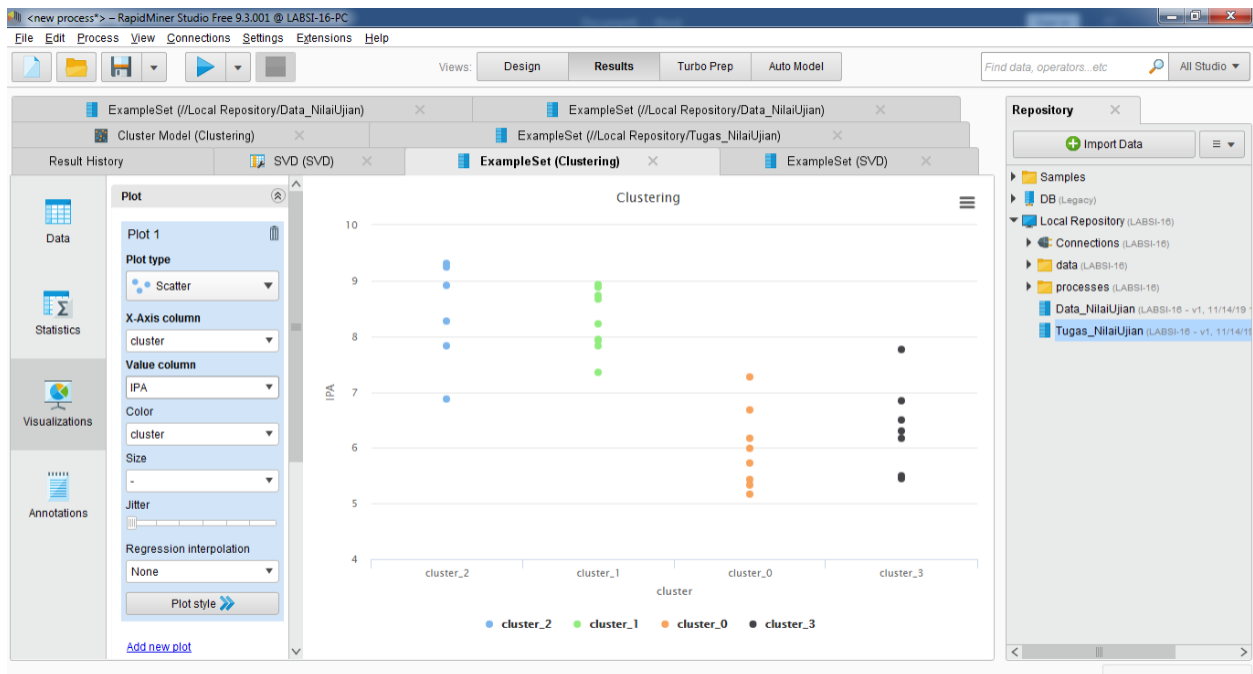 <new process*> – RapidMiner Studio Free 9.3.001 @ LABSI-16-PC
File Edit Process View Connections Settings Extensions Help
Views: Design Results Turbo Prep Auto Model
Find data, operators...etc All Studio
ExampleSet (//Local Repository/Data_NilaiUjian) ExampleSet (//Local Repository/Data_NilaiUjian)
Cluster Model (Clustering) ExampleSet (//Local Repository/Tugas_NilaiUjian)
Result History SVD (SVD) ExampleSet (Clustering) ExampleSet (SVD)
Data
Statistics
Visualizations
Annotations
Plot
Plot 1
Plot type
Scatter
X-Axis column
cluster
Value column
IPA
Color
cluster
Size
-
Jitter
Regression interpolation
None
Plot style
Add new plot
Clustering
10
9
8
7
6
5
4
IPA
cluster_2 cluster_1 cluster_0 cluster_3
cluster
cluster_2 cluster_1 cluster_0 cluster_3
Repository
Import Data
Samples
DB (Legacy)
Local Repository (LABSI-16)
Connections (LABSI-16)
data (LABSI-16)
processes (LABSI-16)
Data_NilaiUjian (LABSI-16 - v1, 11/14/19
Tugas_NilaiUjian (LABSI-16 - v1, 11/14/19